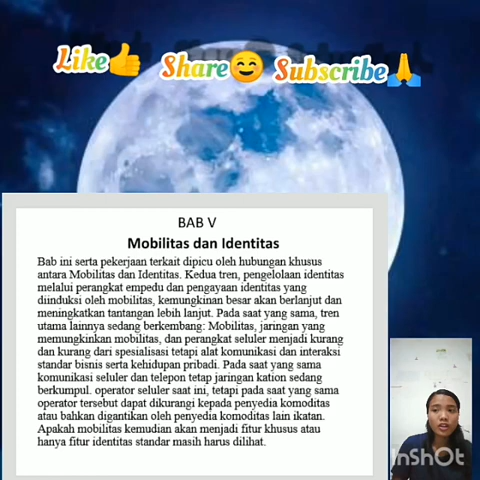 Like👍 Share😊 Subscribe🙏
BAB V
Mobilitas dan Identitas
Bab ini serta pekerjaan terkait dipicu oleh hubungan khusus
antara Mobilitas dan Identitas. Kedua tren, pengelolaan identitas
melalui perangkat empedu dan pengayaan identitas yang
diinduksi oleh mobilitas, kemungkinan besar akan berlanjut dan
meningkatkan tantangan lebih lanjut. Pada saat yang sama, tren
utama lainnya sedang berkembang: Mobilitas, jaringan yang
memungkinkan mobilitas, dan perangkat seluler menjadi kurang
dan kurang dari spesialisasi tetapi alat komunikasi dan interaksi
standar bisnis serta kehidupan pribadi. Pada saat yang sama
komunikasi seluler dan telepon tetap jaringan kation sedang
berkumpul. operator seluler saat ini, tetapi pada saat yang sama
operator tersebut dapat dikurangi kepada penyedia komoditas
atau bahkan digantikan oleh penyedia komoditas lain ikatan.
Apakah mobilitas kemudian akan menjadi fitur khusus atau
hanya fitur identitas standar masih harus dilihat.
InShOt